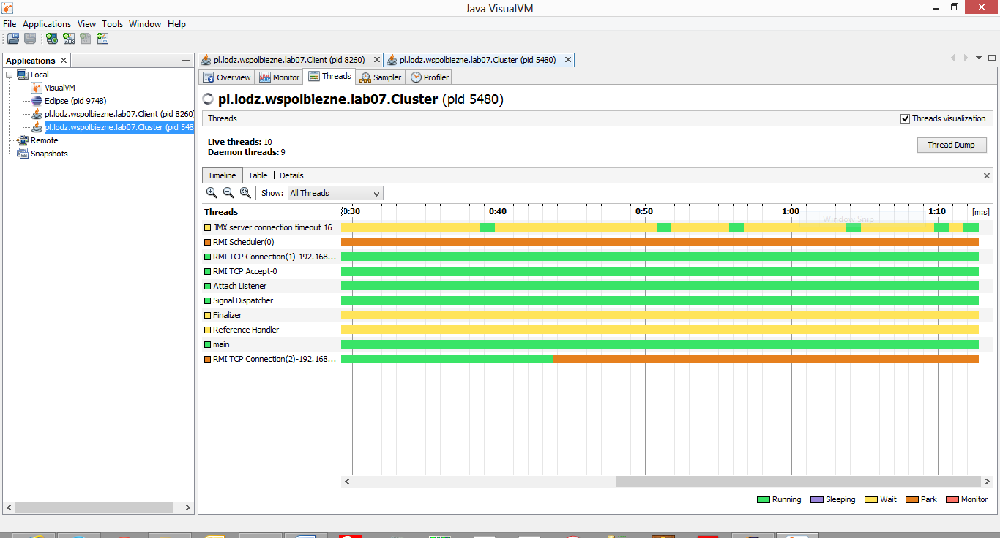 Java VisualVM
File Applications View Tools Window Help
Applications
Local
VisualVM
Eclipse (pid 9748)
pl.lodz.wspolbiezne.lab07.Client (pid 8260)
pl.lodz.wspolbiezne.lab07.Cluster (pid 548
Remote
Snapshots
pl.lodz.wspolbiezne.lab07.Client (pid 8260) pl.lodz.wspolbiezne.lab07.Cluster (pid 5480)
Overview Monitor Threads Sampler Profiler
pl.lodz.wspolbiezne.lab07.Cluster (pid 5480)
Threads Threads visualization
Live threads: 10
Daemon threads: 9
Thread Dump
Timeline Table Details
Show: All Threads
Threads 0:30 0:40 0:50 1:00 1:10 [m:s]
Window Snip
JMX server connection timeout 16
RMI Scheduler(0)
RMI TCP Connection(1)-192.168...
RMI TCP Accept-0
Attach Listener
Signal Dispatcher
Finalizer
Reference Handler
main
RMI TCP Connection(2)-192.168...
Running Sleeping Wait Park Monitor